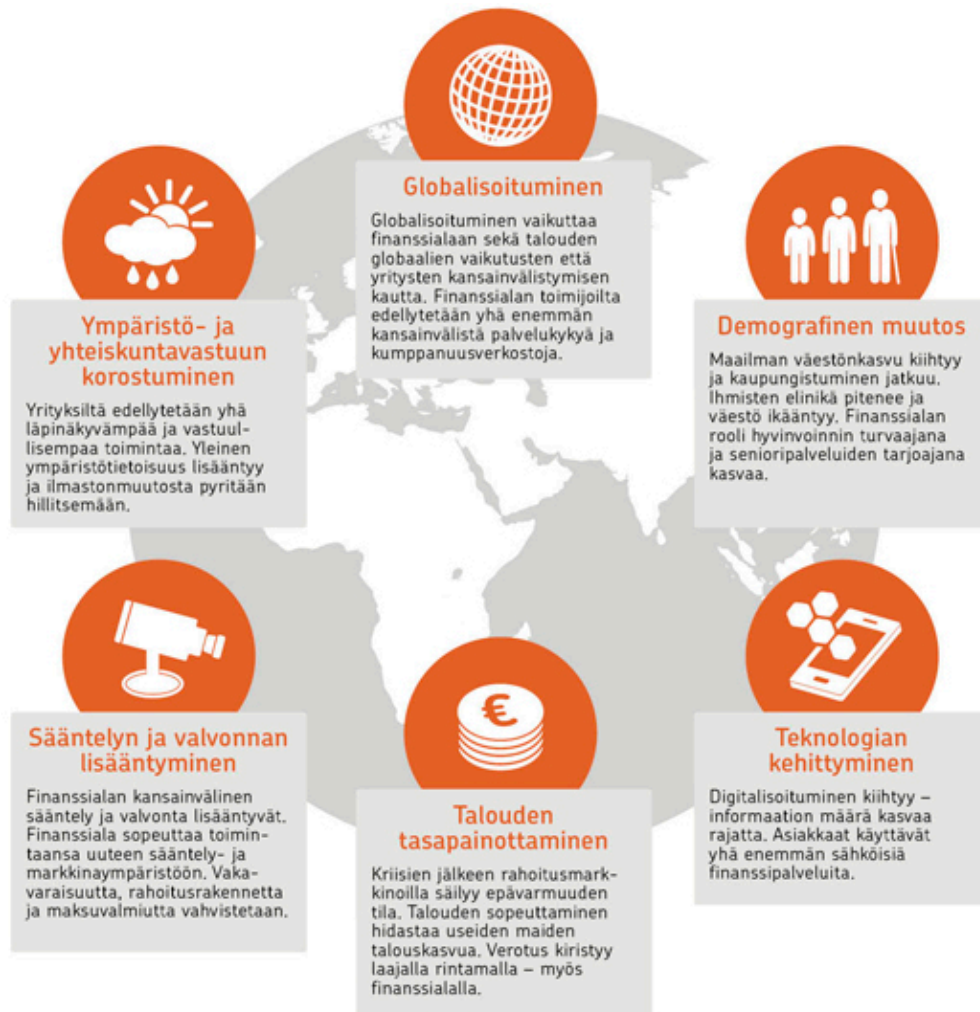 Globalisoituminen
Globalisoituminen vaikuttaa
finanssialaan sekä talouden
globaalien vaikutusten että
yritysten kansainvälistymisen
kautta. Finanssialan toimijoilta
edellytetään yhä enemmän
kansainvälistä palvelukykyä ja
kumppanuusverkostoja.
Ympäristö- ja
yhteiskuntavastuun
korostuminen
Yrityksiltä edellytetään yhä
läpinäkyvämpää ja vastuul-
lisempaa toimintaa. Yleinen
ympäristötietoisuus lisääntyy
ja ilmastonmuutosta pyritään
hillitsemään.
Demografinen muutos
Maailman väestönkasvu kiihtyy
ja kaupungistuminen jatkuu.
Ihmisten elinikä pitenee ja
väestö ikääntyy. Finanssialan
rooli hyvinvoinnin turvaajana
ja senioripalveluiden tarjoajana
kasvaa.
Sääntelyn ja valvonnan
lisääntyminen
Finanssialan kansainvälinen
sääntely ja valvonta lisääntyvät.
Finanssiala sopeuttaa toimin-
taansa uuteen sääntely- ja
markkinaympäristöön. Vaka-
varaisuutta, rahoitusrakennetta
ja maksuvalmiutta vahvistetaan.
€
Talouden
tasapainottaminen
Kriisien jälkeen rahoitusmark-
kinoilla säilyy epävarmuuden
tila. Talouden sopeuttaminen
hidastaa useiden maiden
talouskasvua. Verotus kiristyy
laajalla rintamalla – myös
finanssialalla.
Teknologian
kehittyminen
Digitalisoituminen kiihtyy –
informaation määrä kasvaa
rajatta. Asiakkaat käyttävät
yhä enemmän sähköisiä
finanssipalveluita.